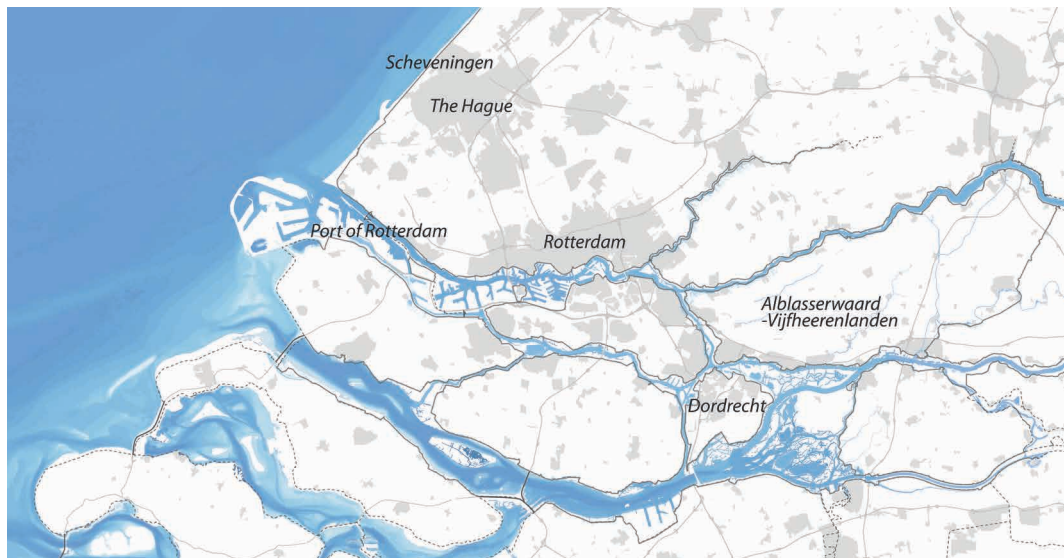 Scheveningen
The Hague
Port of Rotterdam
Rotterdam
Alblasserwaard
-Vijfheerenlanden
Dordrecht